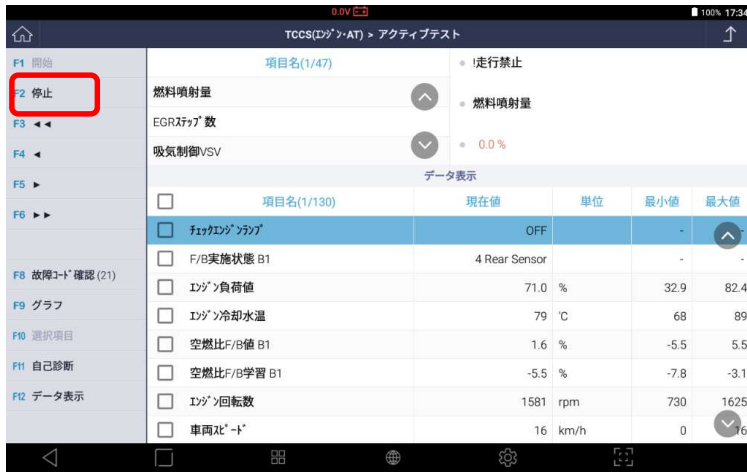 0.0V
100% 17:34
TCCS(ｴﾝｼﾞﾝ･AT) > アクティブテスト
F1 開始
F2 停止
F3 ◄◄
F4 ◄
F5 ►
F6 ►►
F8 故障ｺｰﾄﾞ確認(21)
F9 グラフ
F10 選択項目
F11 自己診断
F12 データ表示
項目名(1/47)
燃料噴射量
EGRｽﾃｯﾌﾟ数
吸気制御VSV
!走行禁止
燃料噴射量
0.0 %
データ表示
項目名(1/130) 現在値 単位 最小値 最大値
ﾁｪｯｸｴﾝｼﾞﾝﾗﾝﾌﾟ OFF - -
F/B実施状態 B1 4 Rear Sensor - -
ｴﾝｼﾞﾝ負荷値 71.0 % 32.9 82.4
ｴﾝｼﾞﾝ冷却水温 79 ℃ 68 89
空燃比F/B値 B1 1.6 % -5.5 5.5
空燃比F/B学習 B1 -5.5 % -7.8 -3.1
ｴﾝｼﾞﾝ回転数 1581 rpm 730 1625
車両ｽﾋﾟｰﾄﾞ 16 km/h 0 16